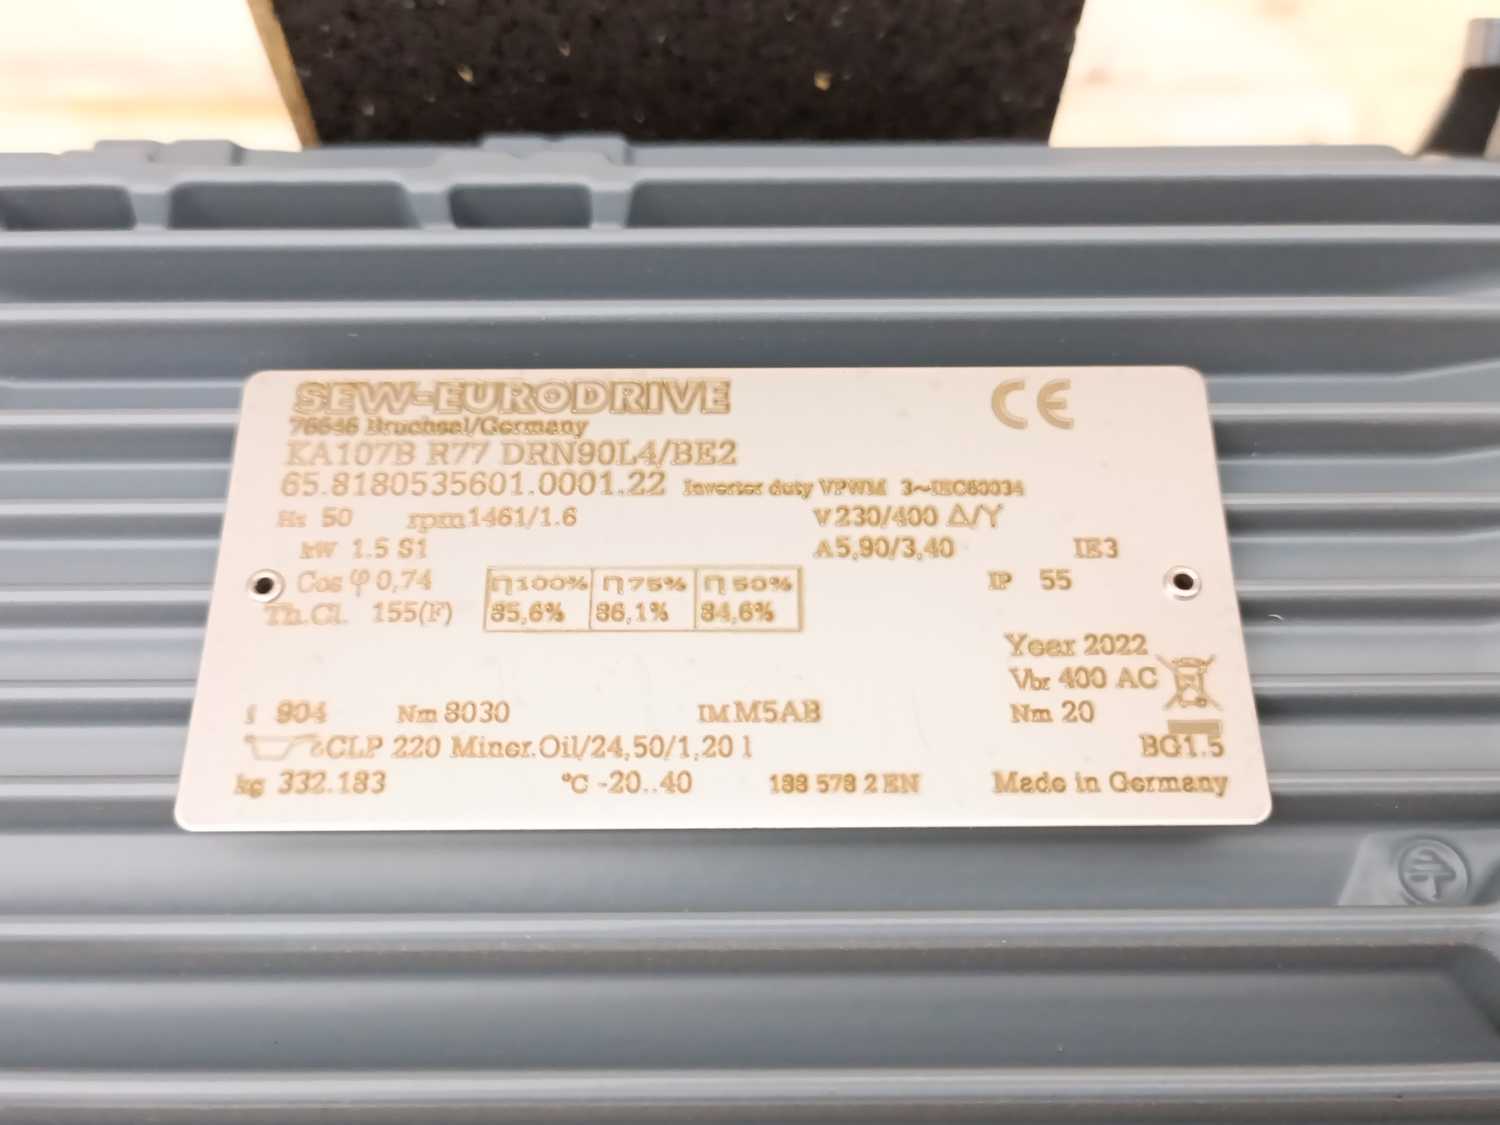 SEW-EURODRIVE
CE
76646 Bruchsal/Germany
KA107B R77 DRN90L4/BE2
65.8180535601.0001.22 Inverter duty VPWM 3~IEC60034
Hz 50 rpm 1461/1.6 V 230/400 Δ/Y
kW 1.5 S1 A 5,90/3,40 IE3
Cos φ 0,74 η 100% η 75% η 50% IP 55
Th.Cl. 155(F) 85,6% 86,1% 84,6%
Year 2022
Vbr 400 AC
i 904 Nm 8030 IM M5AB Nm 20
CLP 220 Miner.Oil/24,50/1,20 l BG1.5
kg 332.183 °C -20..40 188 578 2 EN Made in Germany